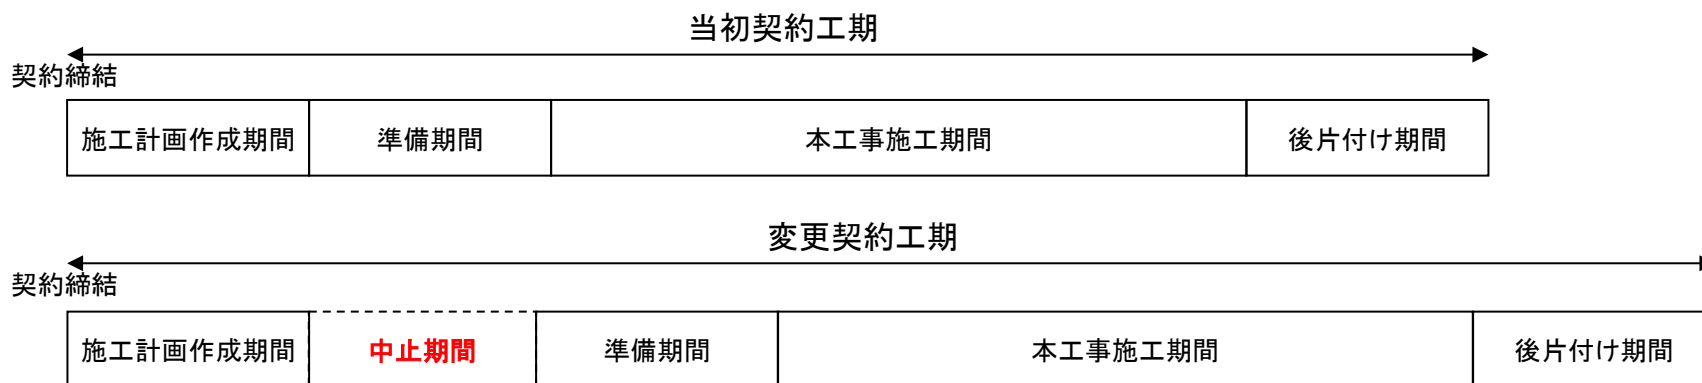 当初契約工期
契約締結
施工計画作成期間 準備期間 本工事施工期間 後片付け期間
変更契約工期
契約締結
施工計画作成期間 中止期間 準備期間 本工事施工期間 後片付け期間